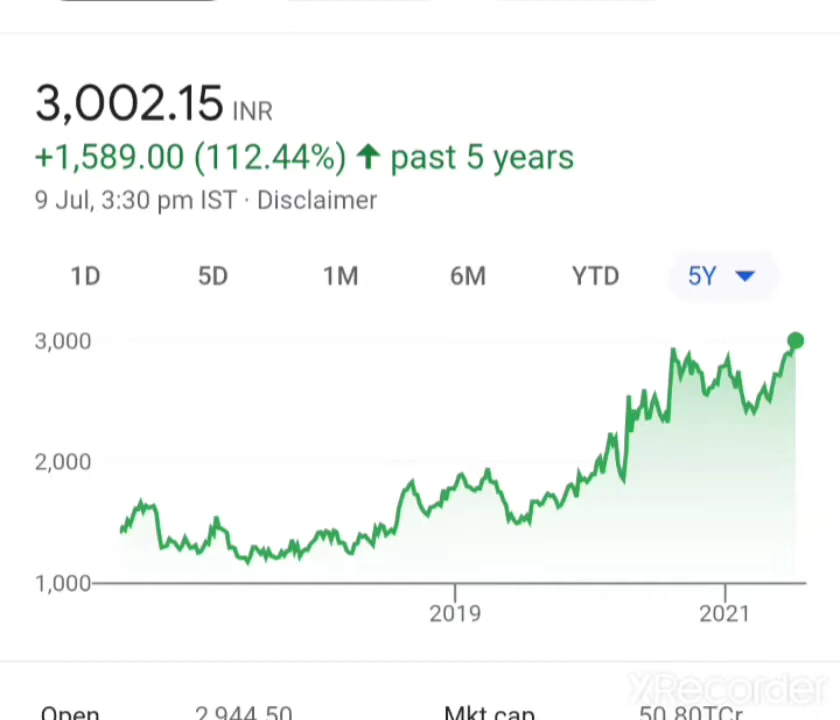 3,002.15 INR
+1,589.00 (112.44%) ↑ past 5 years
9 Jul, 3:30 pm IST · Disclaimer
1D 5D 1M 6M YTD 5Y
3,000
2,000
1,000
2019 2021
XRecorder
Open 2,944.50 Mkt cap 50.80TCr